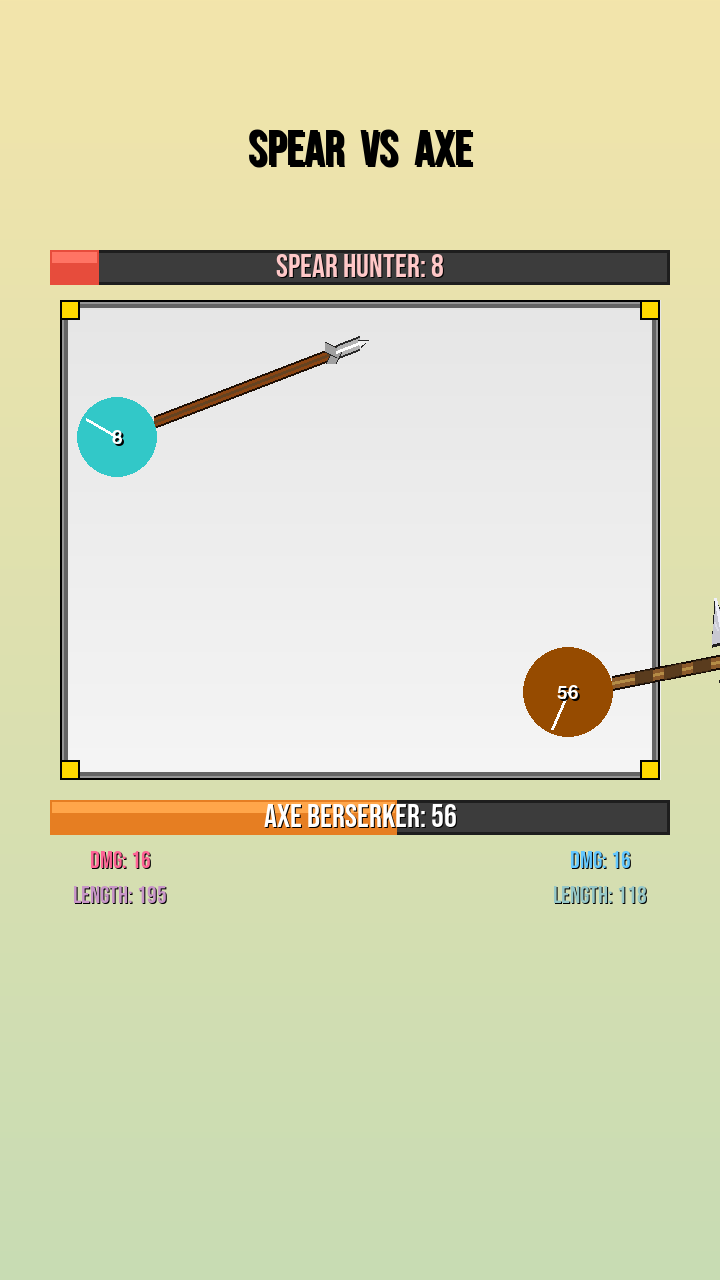 SPEAR VS AXE
SPEAR HUNTER: 8
8
56
AXE BERSERKER: 56
DMG: 16
DMG: 16
LENGTH: 195
LENGTH: 118